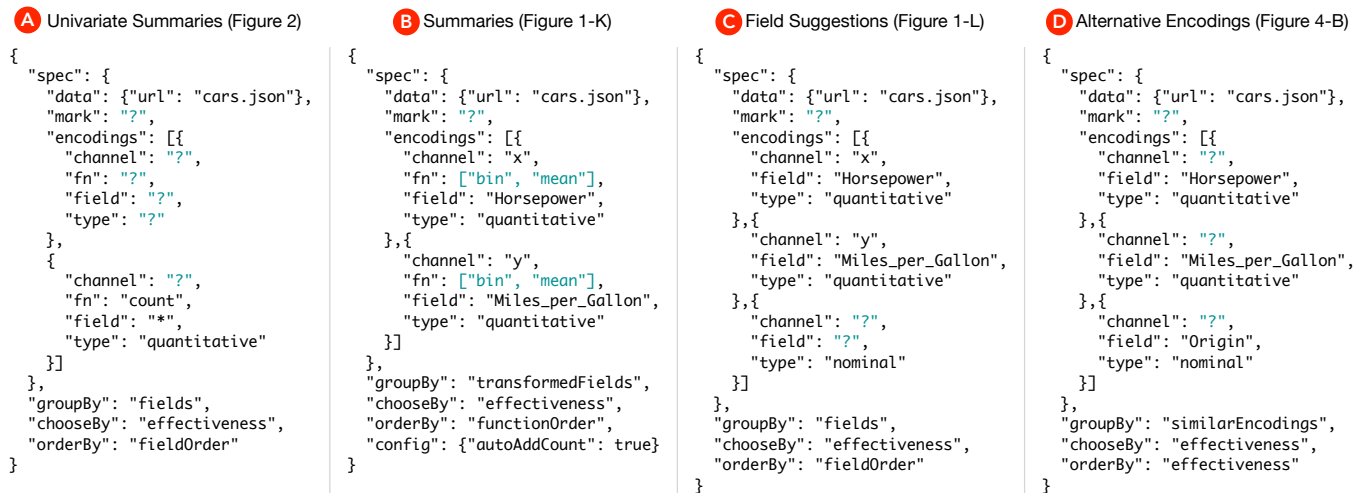 A Univariate Summaries (Figure 2)
{
  "spec": {
    "data": {"url": "cars.json"},
    "mark": "?",
    "encodings": [{
      "channel": "?",
      "fn": "?",
      "field": "?",
      "type": "?"
    },
    {
      "channel": "?",
      "fn": "count",
      "field": "*",
      "type": "quantitative"
    }]
  },
  "groupBy": "fields",
  "chooseBy": "effectiveness",
  "orderBy": "fieldOrder"
}
B Summaries (Figure 1-K)
{
  "spec": {
    "data": {"url": "cars.json"},
    "mark": "?",
    "encodings": [{
      "channel": "x",
      "fn": ["bin", "mean"],
      "field": "Horsepower",
      "type": "quantitative"
    },{
      "channel": "y",
      "fn": ["bin", "mean"],
      "field": "Miles_per_Gallon",
      "type": "quantitative"
    }]
  },
  "groupBy": "transformedFields",
  "chooseBy": "effectiveness",
  "orderBy": "functionOrder",
  "config": {"autoAddCount": true}
}
C Field Suggestions (Figure 1-L)
{
  "spec": {
    "data": {"url": "cars.json"},
    "mark": "?",
    "encodings": [{
      "channel": "x",
      "field": "Horsepower",
      "type": "quantitative"
    },{
      "channel": "y",
      "field": "Miles_per_Gallon",
      "type": "quantitative"
    },{
      "channel": "?",
      "field": "?",
      "type": "nominal"
    }]
  },
  "groupBy": "fields",
  "chooseBy": "effectiveness",
  "orderBy": "fieldOrder"
}
D Alternative Encodings (Figure 4-B)
{
  "spec": {
    "data": {"url": "cars.json"},
    "mark": "?",
    "encodings": [{
      "channel": "?",
      "field": "Horsepower",
      "type": "quantitative"
    },{
      "channel": "?",
      "field": "Miles_per_Gallon",
      "type": "quantitative"
    },{
      "channel": "?",
      "field": "Origin",
      "type": "nominal"
    }]
  },
  "groupBy": "similarEncodings",
  "chooseBy": "effectiveness",
  "orderBy": "effectiveness"
}